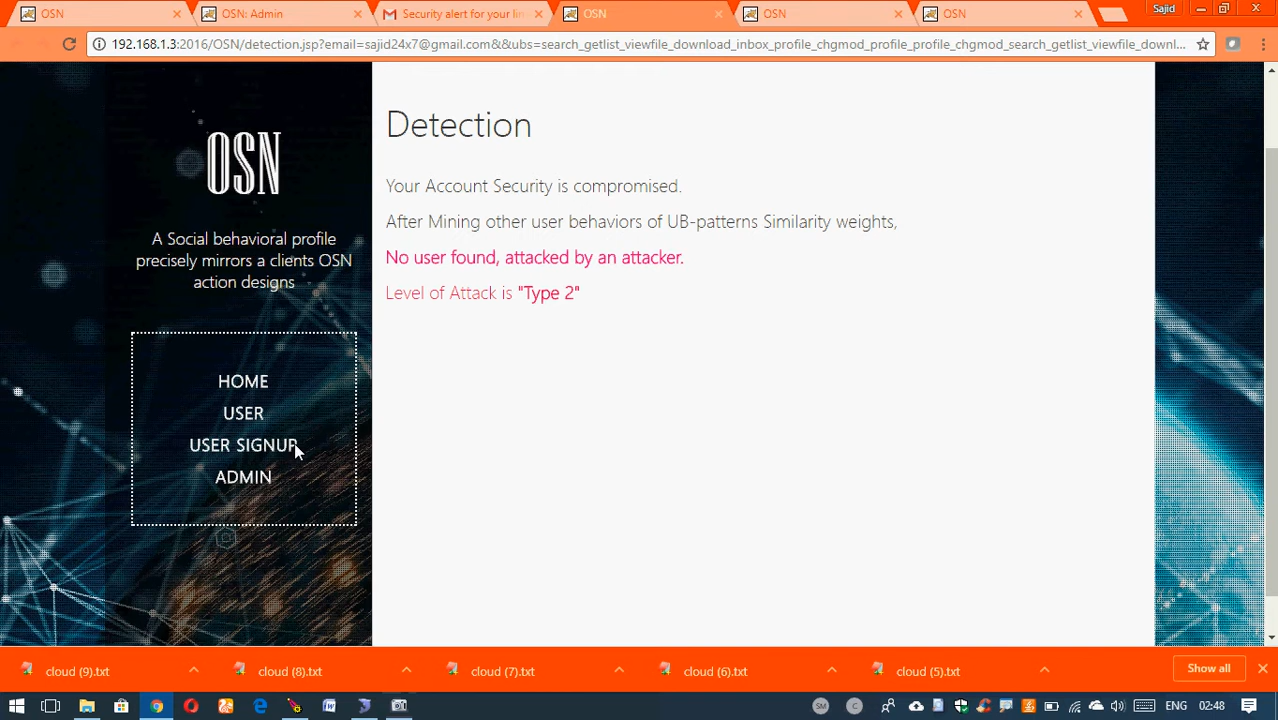 OSN
OSN: Admin
Security alert for your lin
OSN
OSN
OSN
Sajid
192.168.1.3:2016/OSN/detection.jsp?email=sajid24x7@gmail.com&&ubs=search_getlist_viewfile_download_inbox_profile_chgmod_profile_profile_chgmod_search_getlist_viewfile_downl...
OSN
A Social behavioral profile
precisely mirrors a clients OSN
action designs
HOME
USER
USER SIGNUP
ADMIN
Detection
Your Account Security is compromised.
After Mining other user behaviors of UB-patterns Similarity weights,
No user found, attacked by an attacker.
Level of Attack is "Type 2"
cloud (9).txt
cloud (8).txt
cloud (7).txt
cloud (6).txt
cloud (5).txt
Show all
SM
C
ENG
02:48